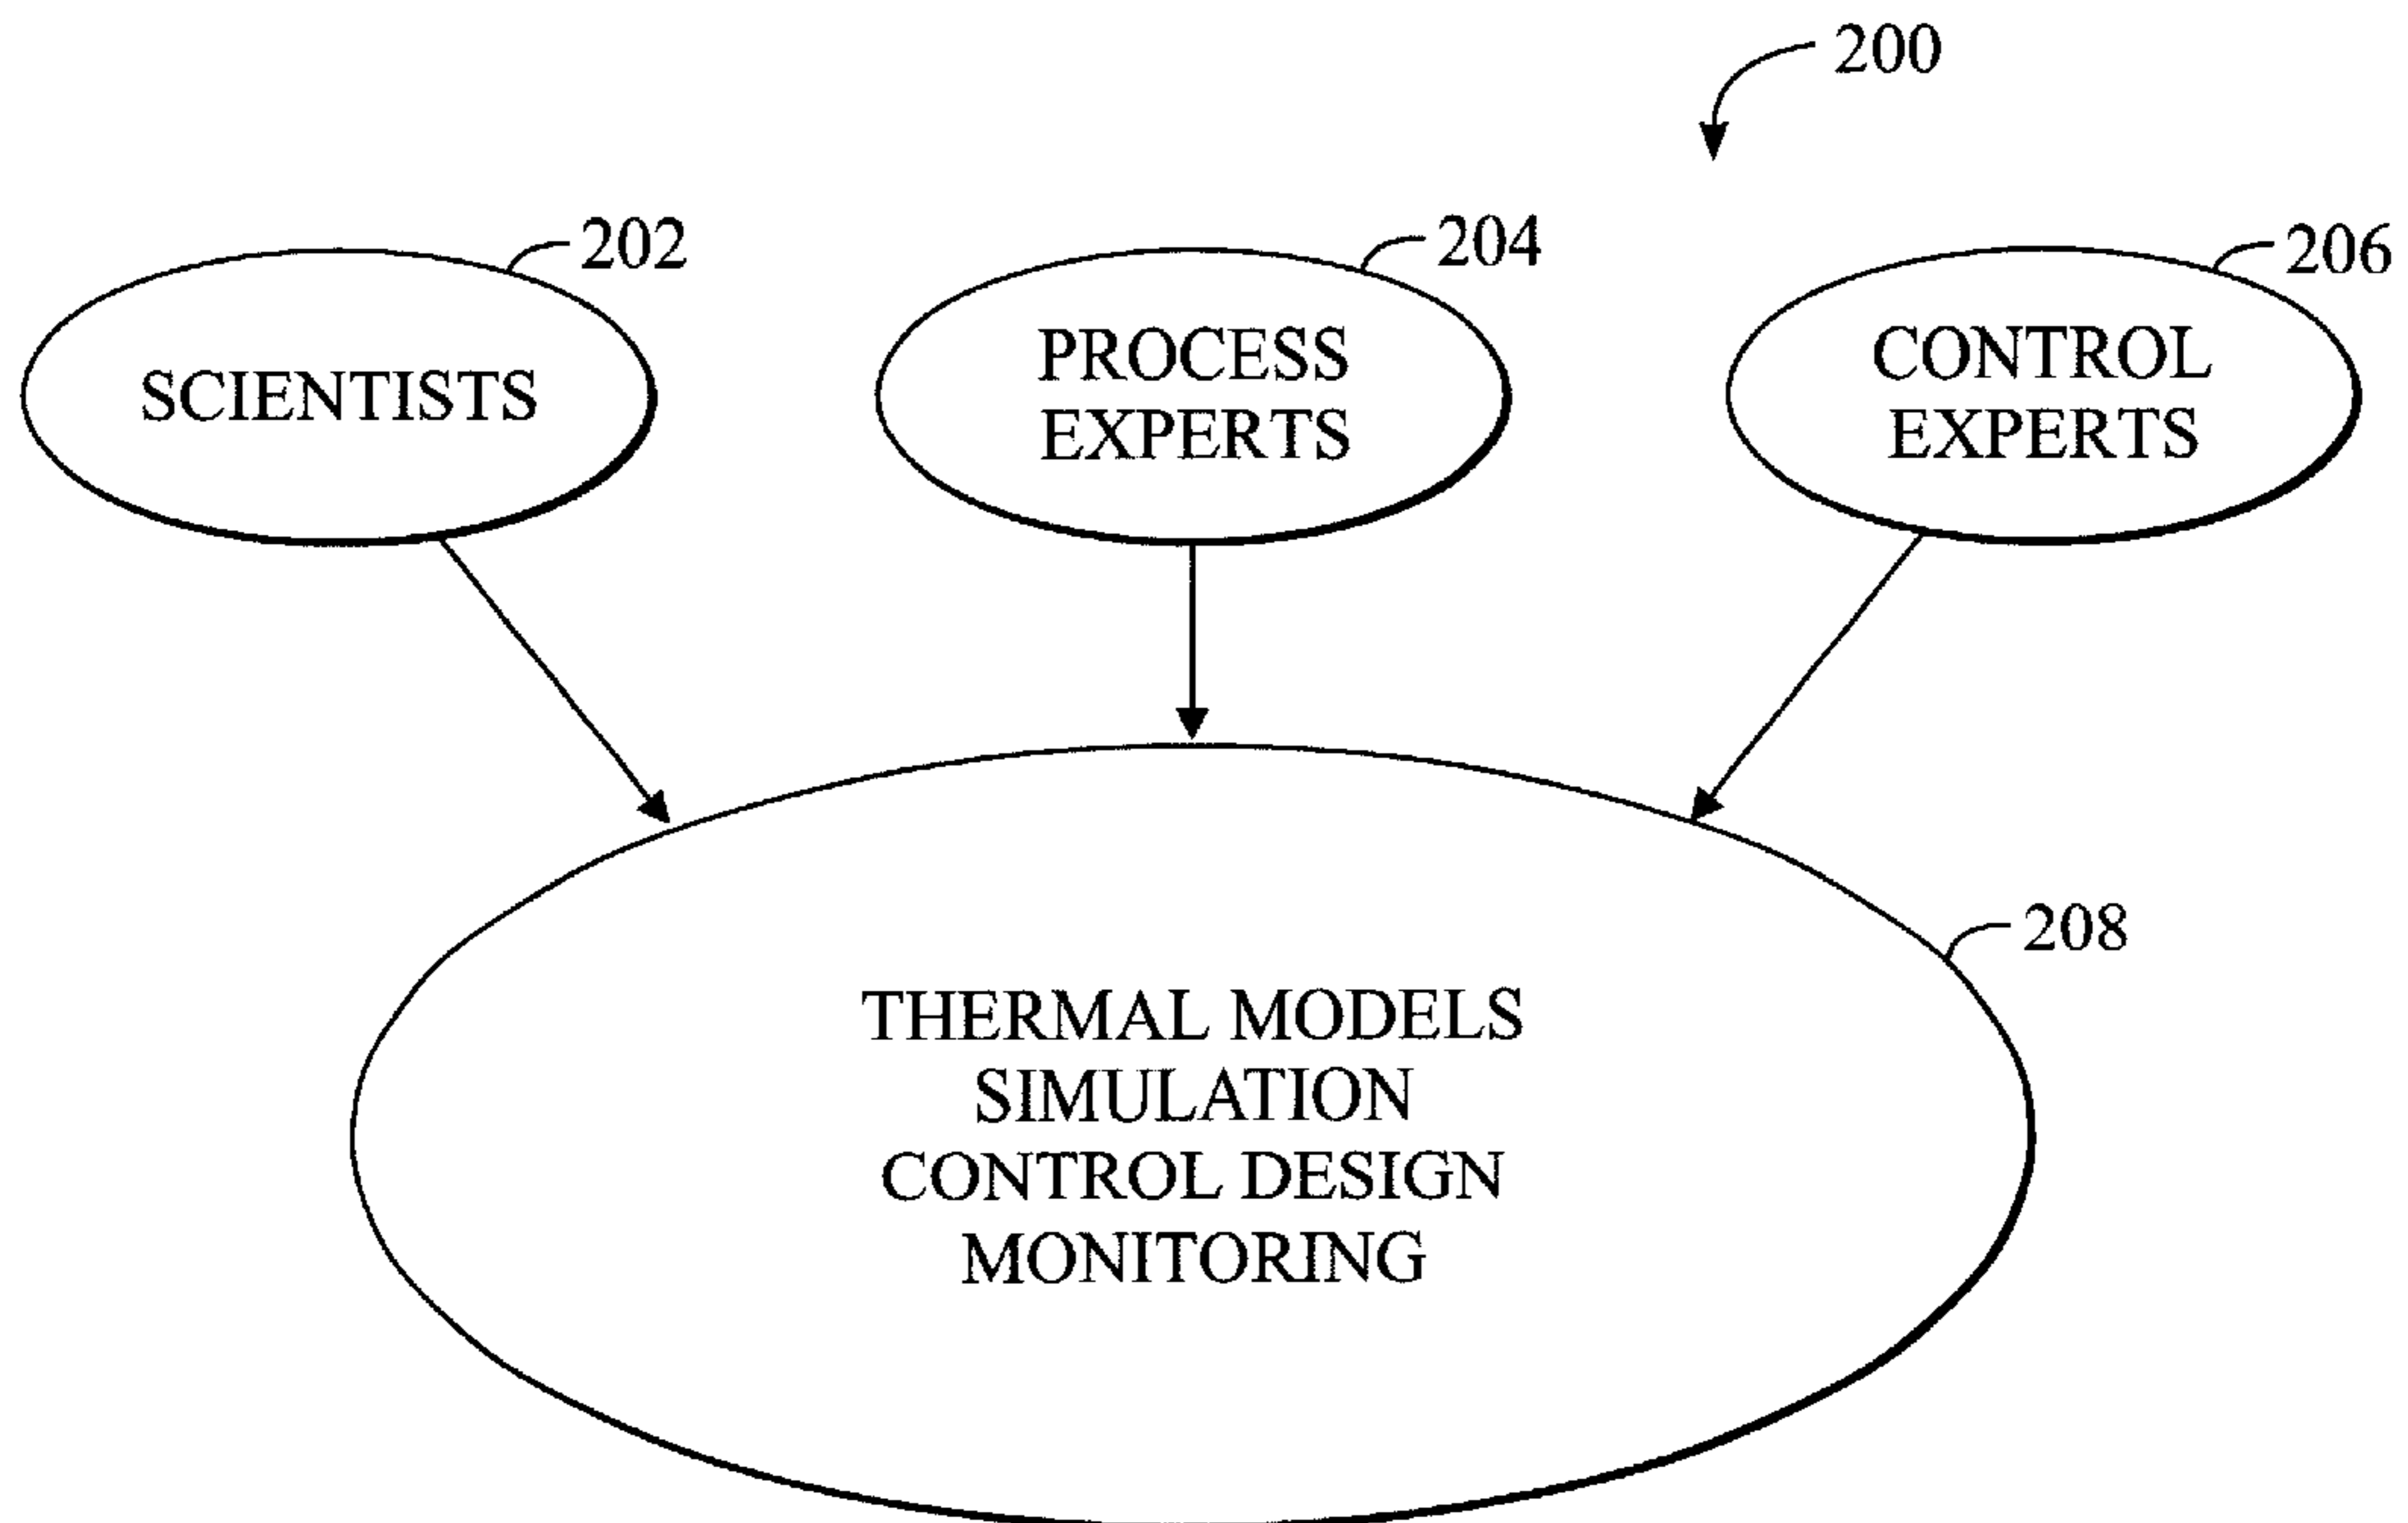 200
202
204
206
SCIENTISTS
PROCESS
EXPERTS
CONTROL
EXPERTS
208
THERMAL MODELS
SIMULATION
CONTROL DESIGN
MONITORING